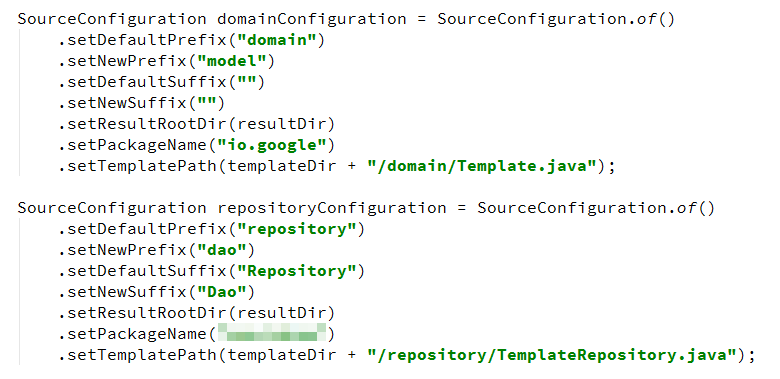 SourceConfiguration domainConfiguration = SourceConfiguration.of()
.setDefaultPrefix("domain")
.setNewPrefix("model")
.setDefaultSuffix("")
.setNewSuffix("")
.setResultRootDir(resultDir)
.setPackageName("io.google")
.setTemplatePath(templateDir + "/domain/Template.java");
SourceConfiguration repositoryConfiguration = SourceConfiguration.of()
.setDefaultPrefix("repository")
.setNewPrefix("dao")
.setDefaultSuffix("Repository")
.setNewSuffix("Dao")
.setResultRootDir(resultDir)
.setPackageName( )
.setTemplatePath(templateDir + "/repository/TemplateRepository.java");